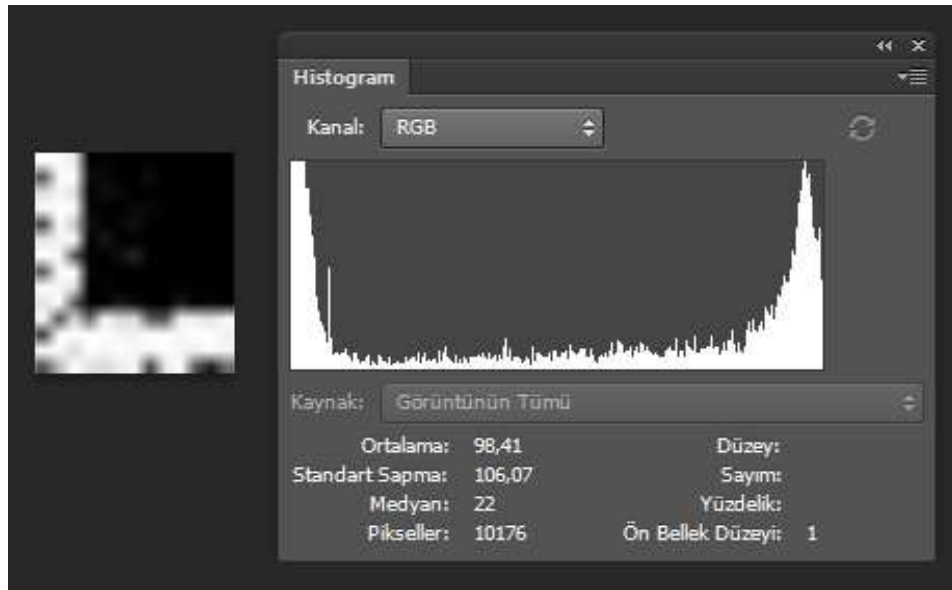 Histogram
Kanal: RGB
Kaynak: Görüntünün Tümü
Ortalama: 98,41 Düzey:
Standart Sapma: 106,07 Sayım:
Medyan: 22 Yüzdelik:
Pikseller: 10176 Ön Bellek Düzeyi: 1